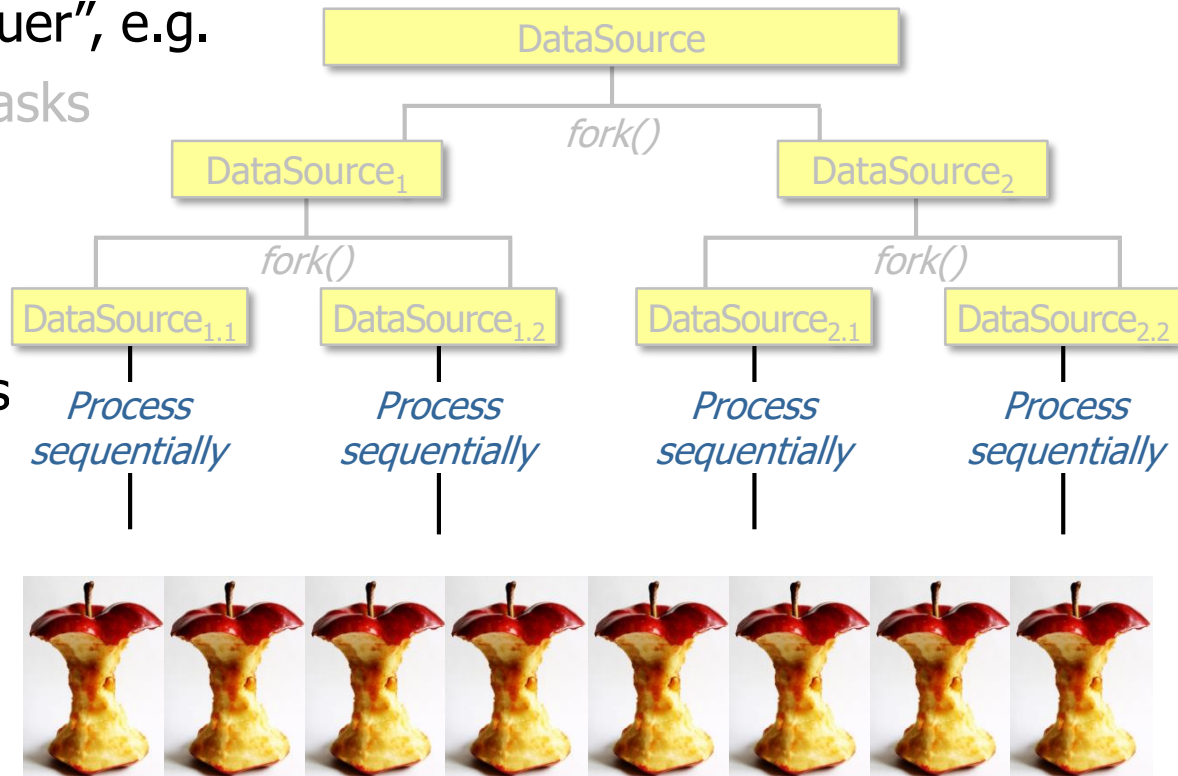 uer”, e.g.
asks
DataSource
fork()
DataSource1 DataSource2
fork() fork()
DataSource1.1 DataSource1.2 DataSource2.1 DataSource2.2
s
Process Process Process Process
sequentially sequentially sequentially sequentially